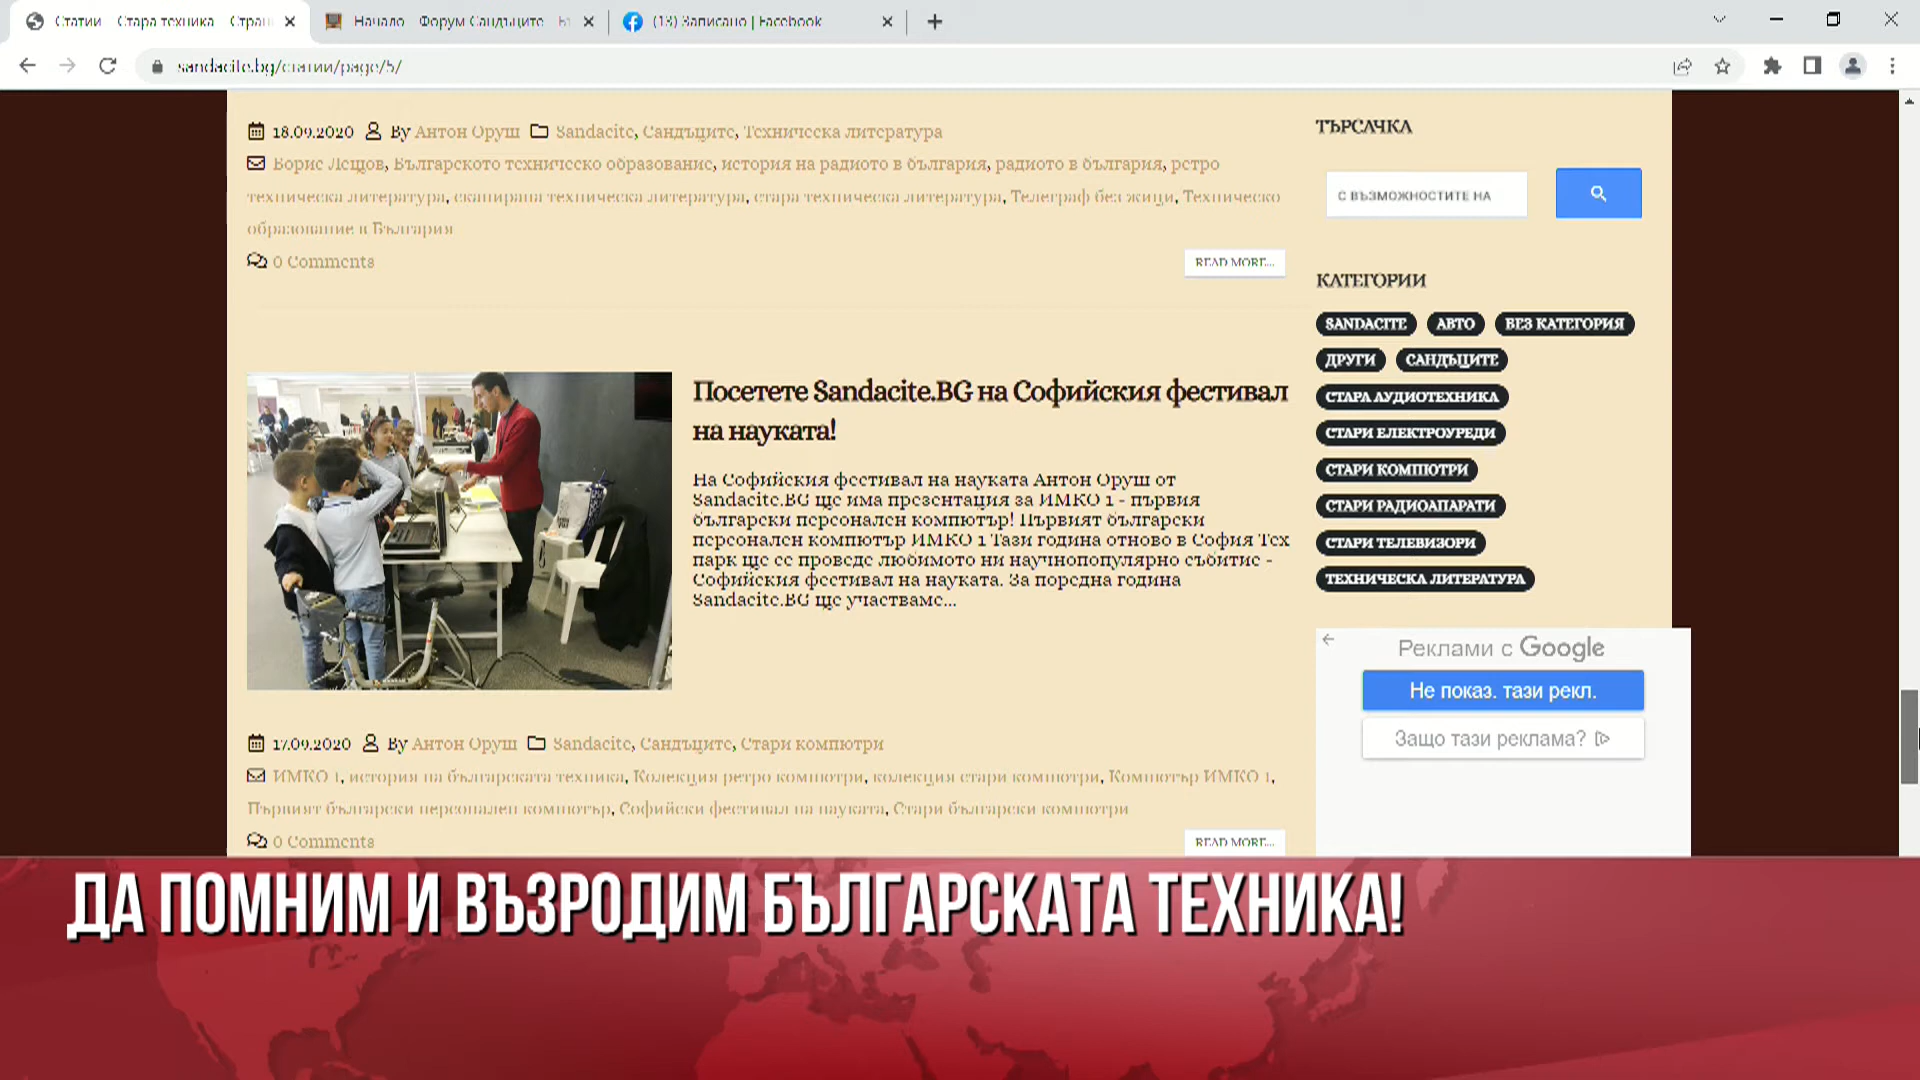 Статии Стара техника Стран
Начало Форум Сандъците
(13) Записано | Facebook
sandacite.bg/статии/page/5/
18.09.2020 By Антон Оруш Sandacite, Сандъците, Техническа литература
Борис Лещов, Българското техническо образование, история на радиото в българия, радиото в българия, ретро
техническа литература, сканирана техническа литература, стара техническа литература, Телеграф без жици, Техническо
образование в България
0 Comments
READ MORE...
Посетете Sandacite.BG на Софийския фестивал
на науката!
На Софийския фестивал на науката Антон Оруш от
Sandacite.BG ще има презентация за ИМКО 1 - първия
български персонален компютър! Първият български
персонален компютър ИМКО 1 Тази година отново в София Тех
парк ще се проведе любимото ни научнопопулярно събитие -
Софийския фестивал на науката. За поредна година
Sandacite.BG ще участваме...
17.09.2020 By Антон Оруш Sandacite, Сандъците, Стари компютри
ИМКО 1, история на българската техника, Колекция ретро компютри, колекция стари компютри, Компютър ИМКО 1,
Първият български персонален компютър, Софийски фестивал на науката, Стари български компютри
0 Comments
READ MORE...
ТЪРСАЧКА
С ВЪЗМОЖНОСТИТЕ НА
КАТЕГОРИИ
SANDACITE АВТО БЕЗ КАТЕГОРИЯ
ДРУГИ САНДЪЦИТЕ
СТАРА АУДИОТЕХНИКА
СТАРИ ЕЛЕКТРОУРЕДИ
СТАРИ КОМПЮТРИ
СТАРИ РАДИОАПАРАТИ
СТАРИ ТЕЛЕВИЗОРИ
ТЕХНИЧЕСКА ЛИТЕРАТУРА
Реклами с Google
Не показ. тази рекл.
Защо тази реклама?
ДА ПОМНИМ И ВЪЗРОДИМ БЪЛГАРСКАТА ТЕХНИКА!